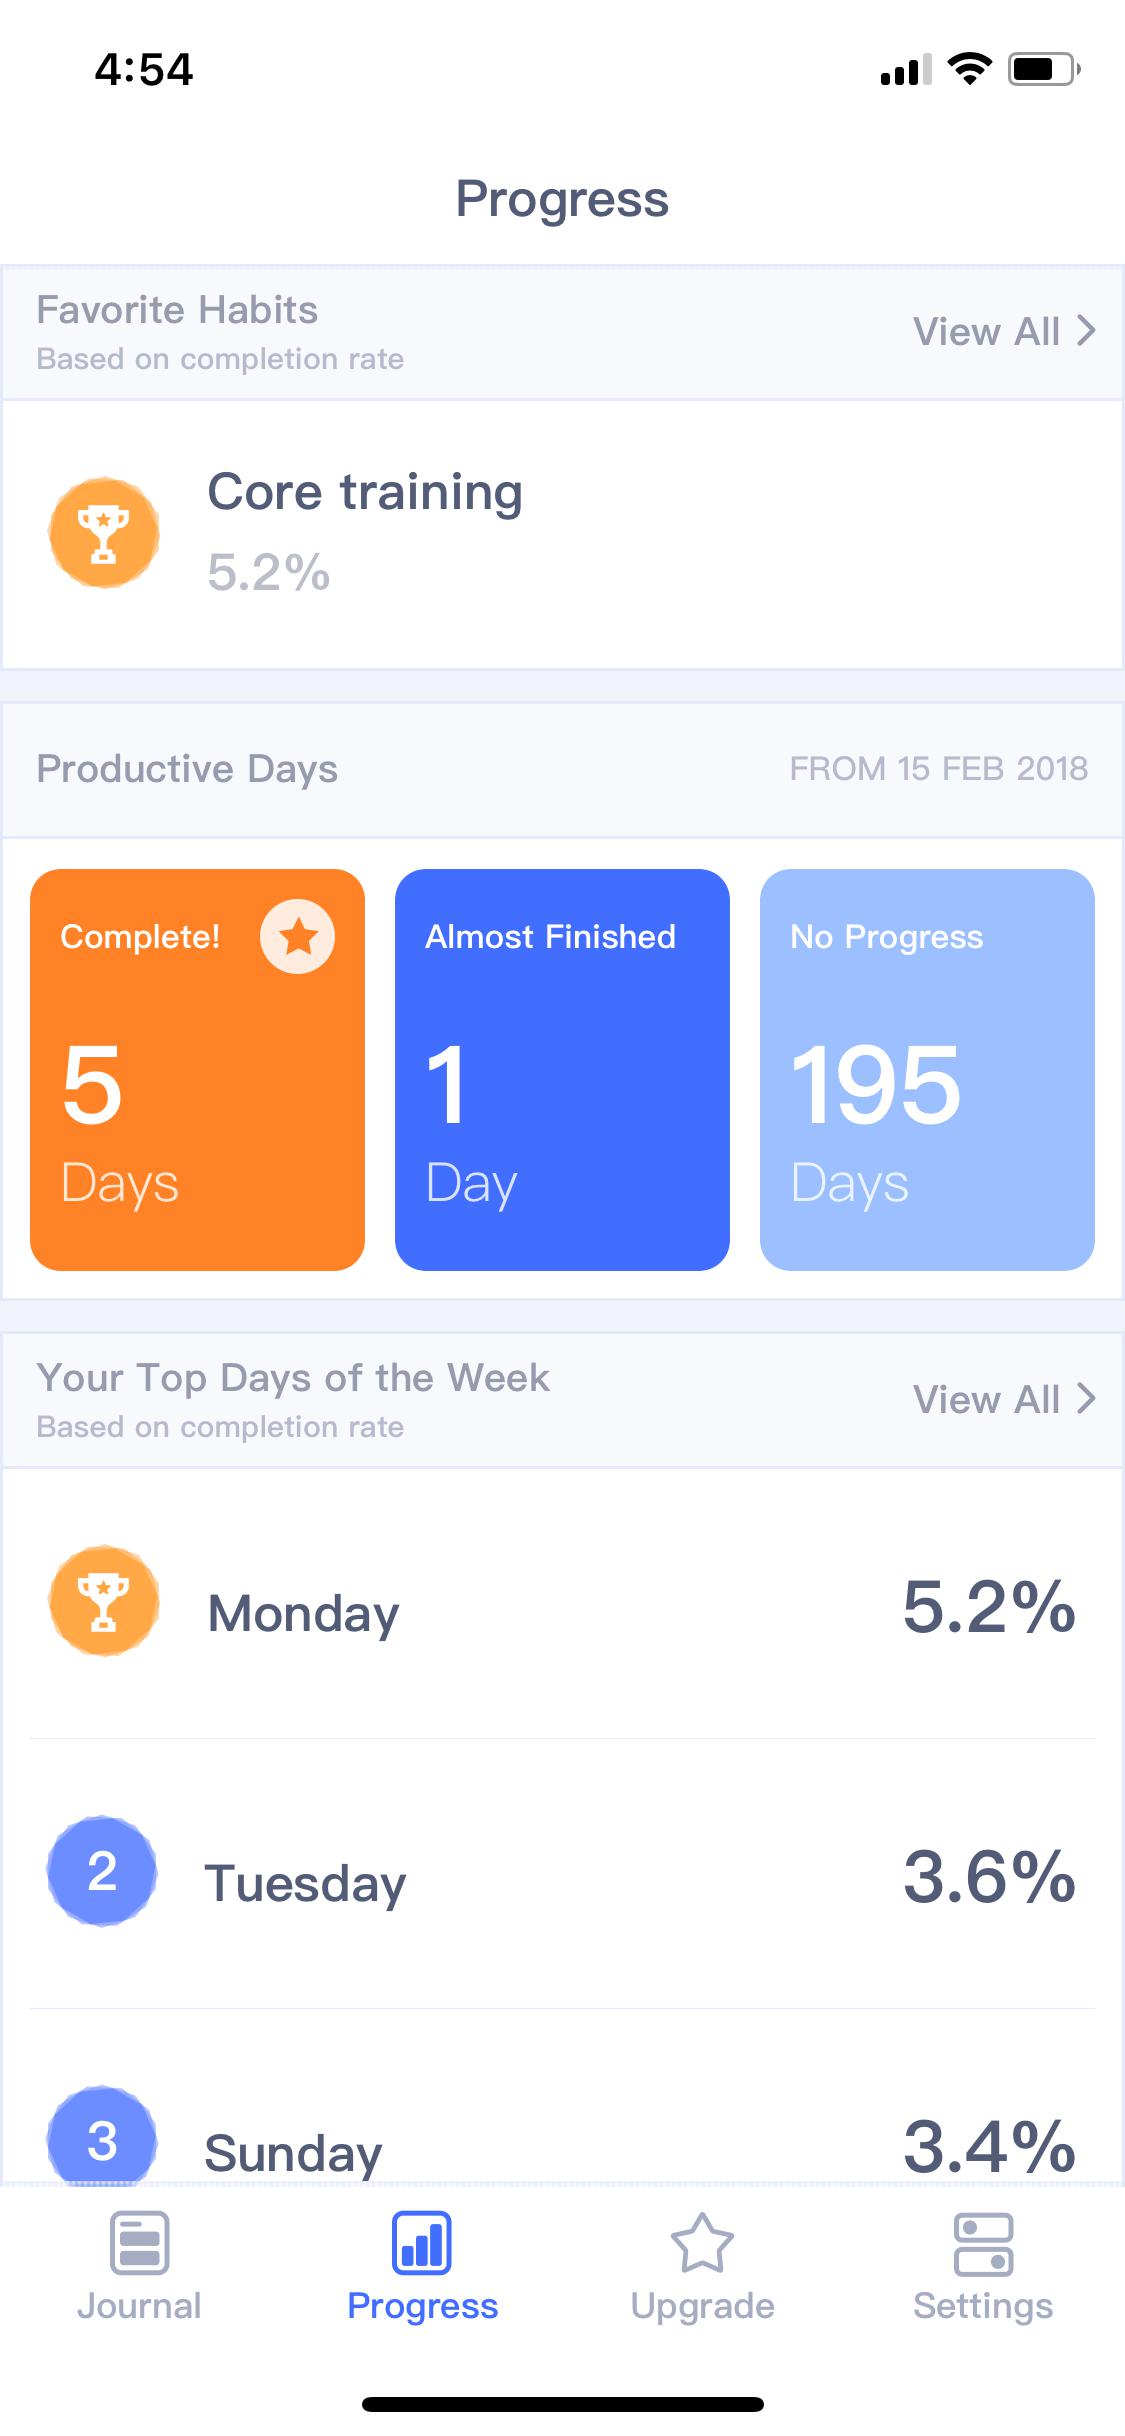 4:54
Progress
Favorite Habits
Based on completion rate
View All
Core training
5.2%
Productive Days
FROM 15 FEB 2018
Complete!
5
Days
Almost Finished
1
Day
No Progress
195
Days
Your Top Days of the Week
Based on completion rate
View All
Monday
5.2%
2
Tuesday
3.6%
3
Sunday
3.4%
Journal
Progress
Upgrade
Settings